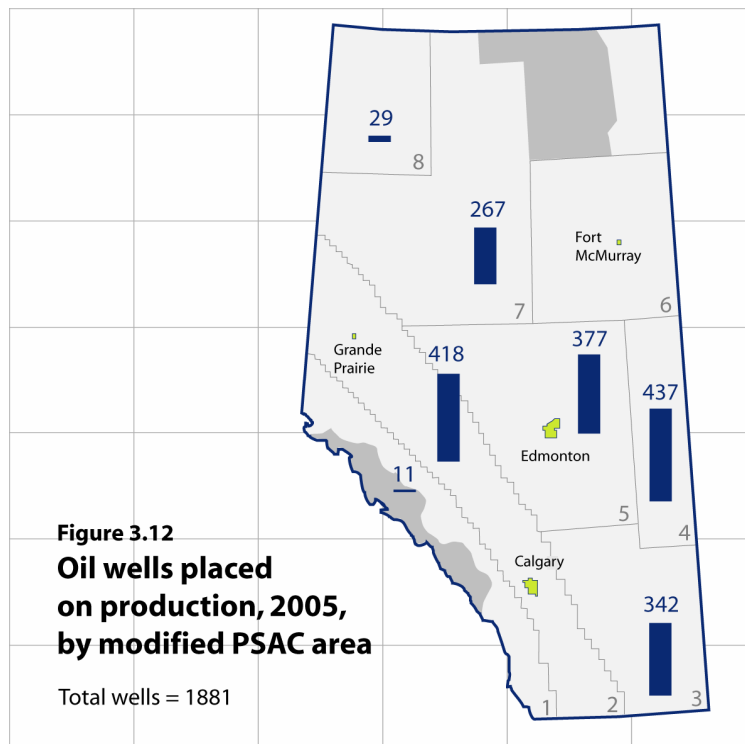 29
8
267
Fort
McMurray
7
6
Grande
Prairie
418
377
437
Edmonton
11
5
4
Figure 3.12
Oil wells placed
on production, 2005,
by modified PSAC area
Total wells = 1881
Calgary
342
1
2
3